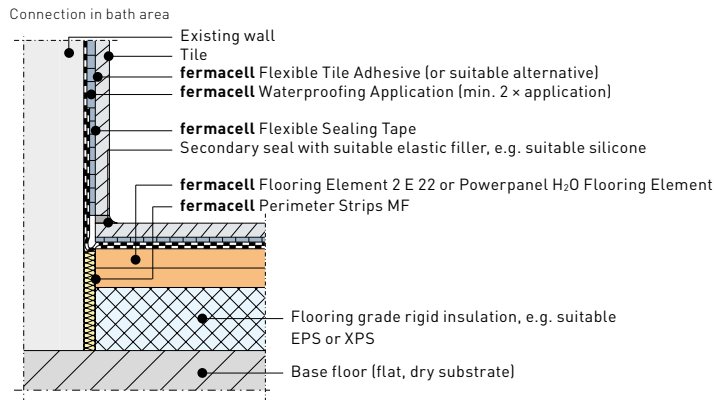 Connection in bath area
Existing wall
Tile
fermacell Flexible Tile Adhesive (or suitable alternative)
fermacell Waterproofing Application (min. 2 × application)
fermacell Flexible Sealing Tape
Secondary seal with suitable elastic filler, e.g. suitable silicone
fermacell Flooring Element 2 E 22 or Powerpanel H₂O Flooring Element
fermacell Perimeter Strips MF
Flooring grade rigid insulation, e.g. suitable
EPS or XPS
Base floor (flat, dry substrate)